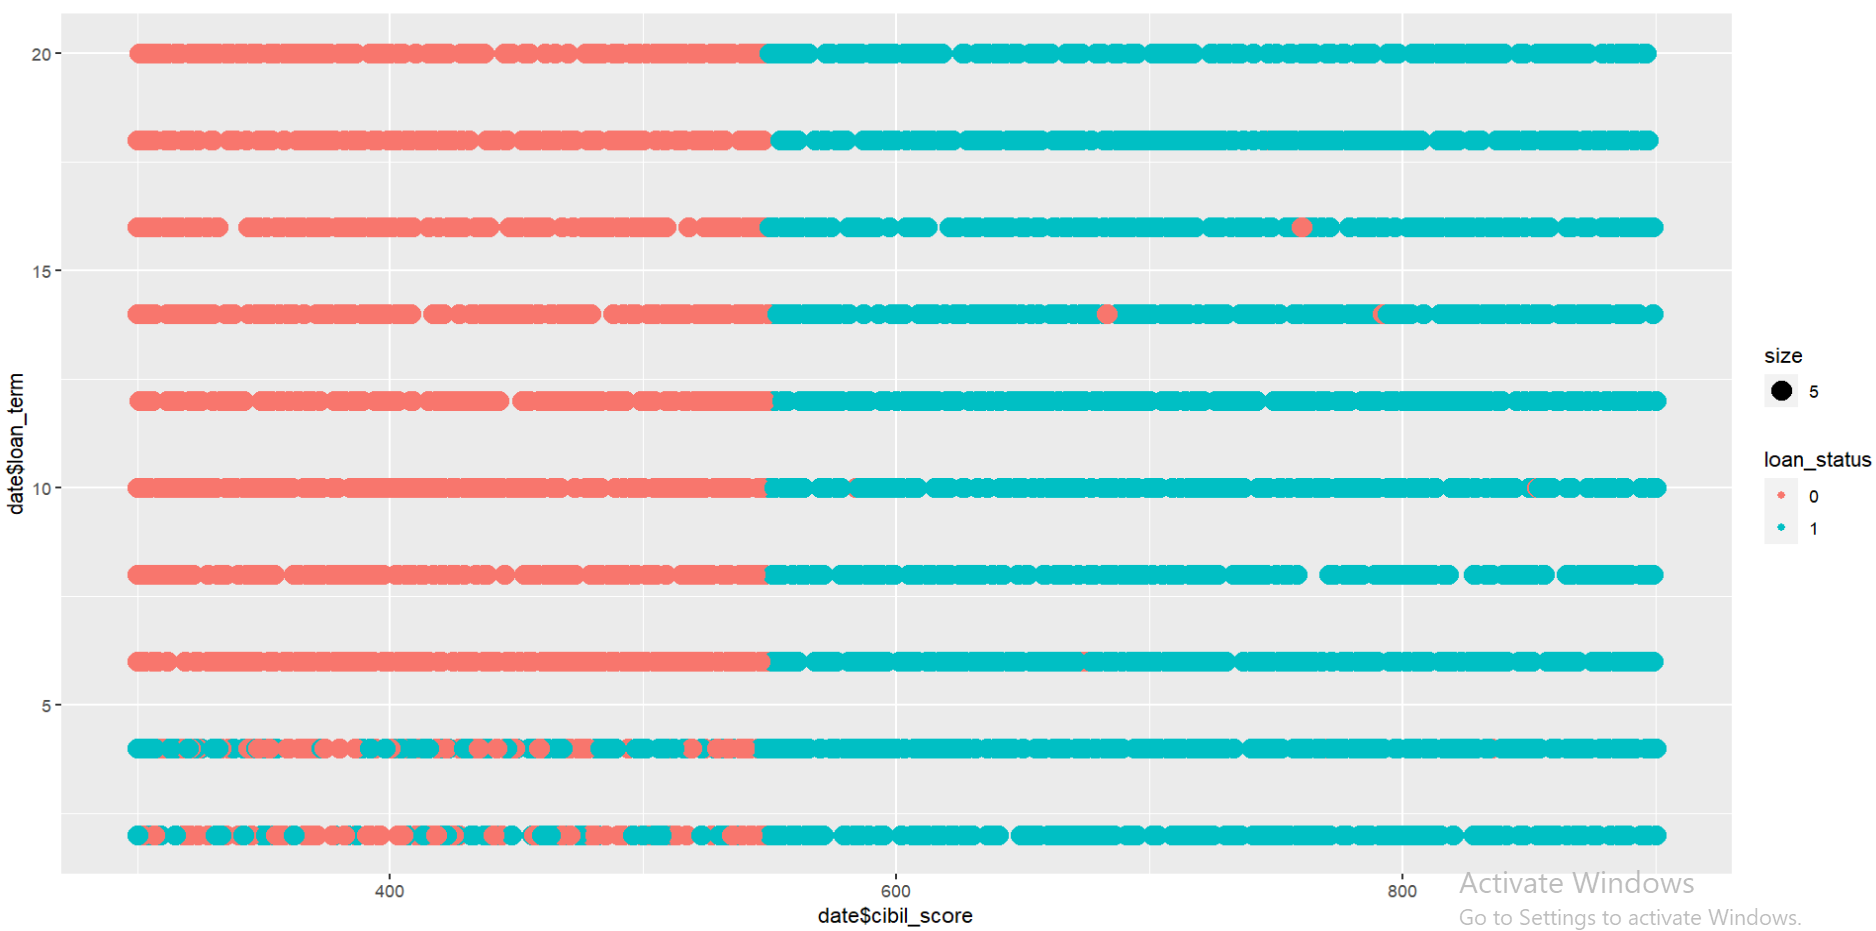 20
15
10
5
date$loan_term
400
600
800
date$cibil_score
size
5
loan_status
0
1
Activate Windows
Go to Settings to activate Windows.